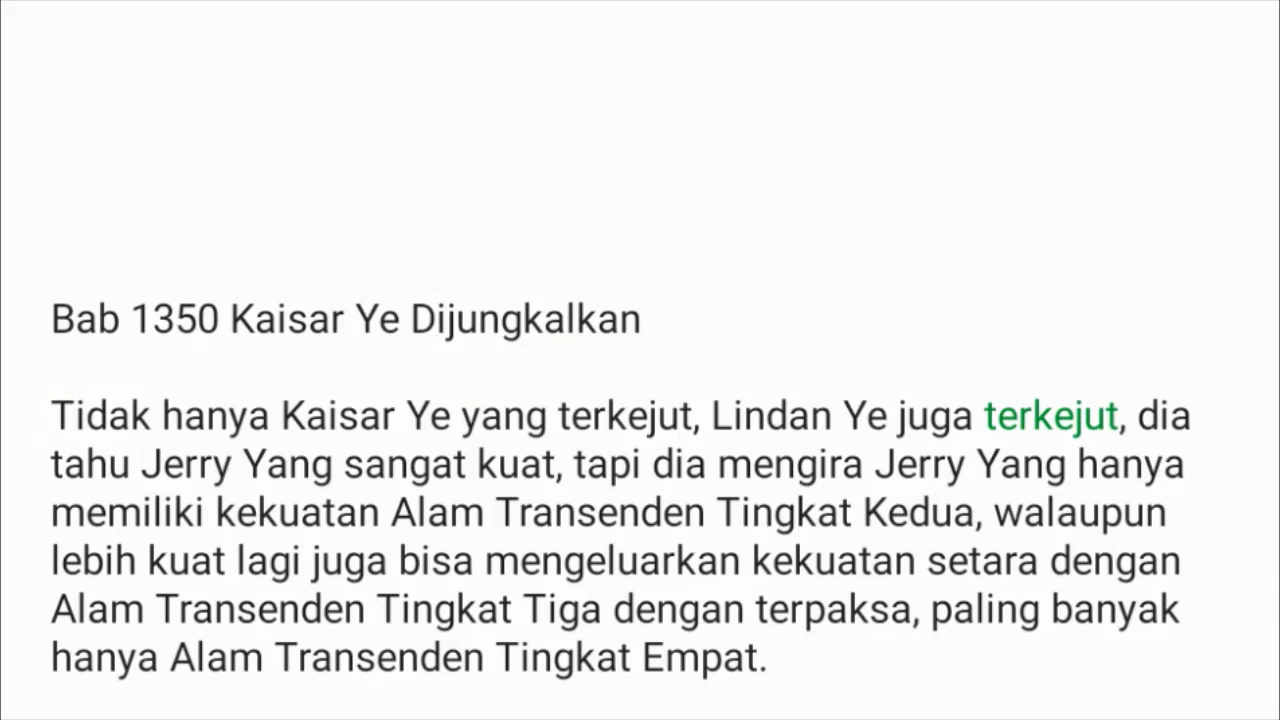 Bab 1350 Kaisar Ye Dijungkalkan
Tidak hanya Kaisar Ye yang terkejut, Lindan Ye juga terkejut, dia
tahu Jerry Yang sangat kuat, tapi dia mengira Jerry Yang hanya
memiliki kekuatan Alam Transenden Tingkat Kedua, walaupun
lebih kuat lagi juga bisa mengeluarkan kekuatan setara dengan
Alam Transenden Tingkat Tiga dengan terpaksa, paling banyak
hanya Alam Transenden Tingkat Empat.